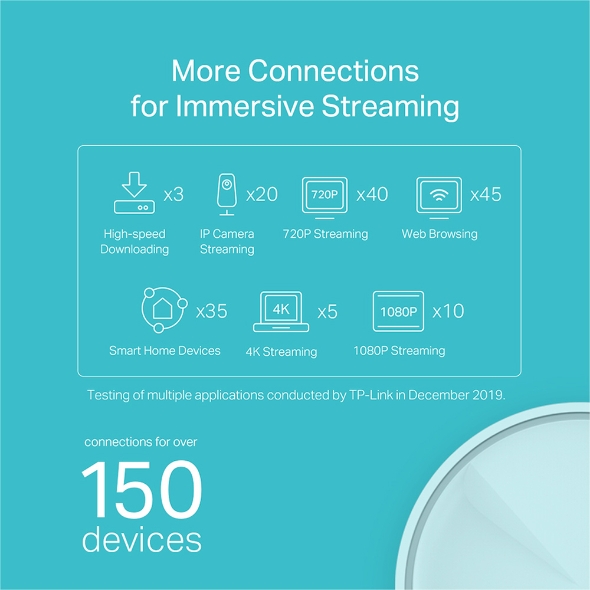 More Connections
for Immersive Streaming
x3
x20
720P
x40
x45
High-speed
Downloading
IP Camera
Streaming
720P Streaming
Web Browsing
x35
4K
x5
1080P
x10
Smart Home Devices
4K Streaming
1080P Streaming
Testing of multiple applications conducted by TP-Link in December 2019.
connections for over
150
devices